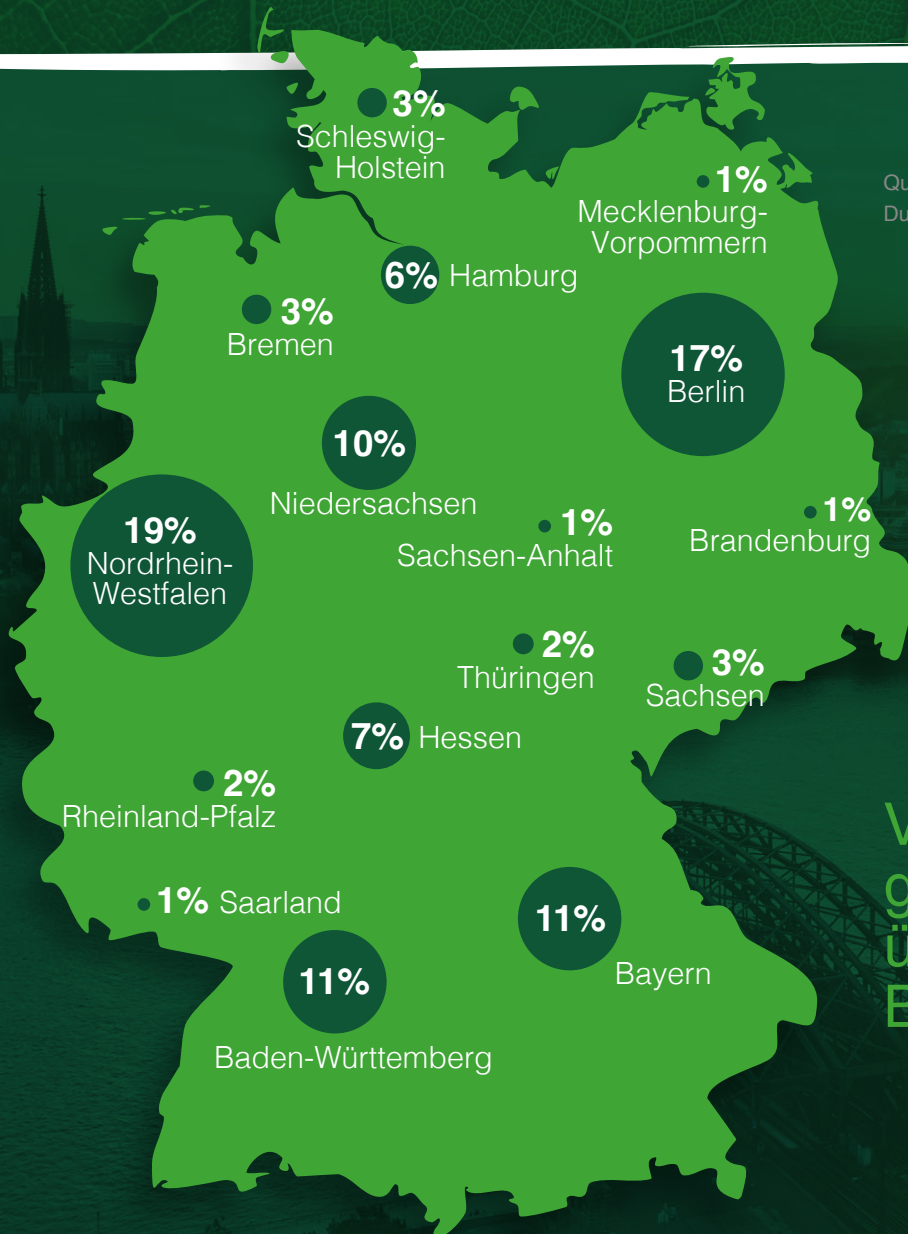 3%
Schleswig-
Holstein
1%
Mecklenburg-
Vorpommern
6% Hamburg
3%
Bremen
17%
Berlin
10%
Niedersachsen
19%
Nordrhein-
Westfalen
1%
Sachsen-Anhalt
1%
Brandenburg
2%
Thüringen
3%
Sachsen
7% Hessen
2%
Rheinland-Pfalz
1% Saarland
11%
Bayern
11%
Baden-Württemberg